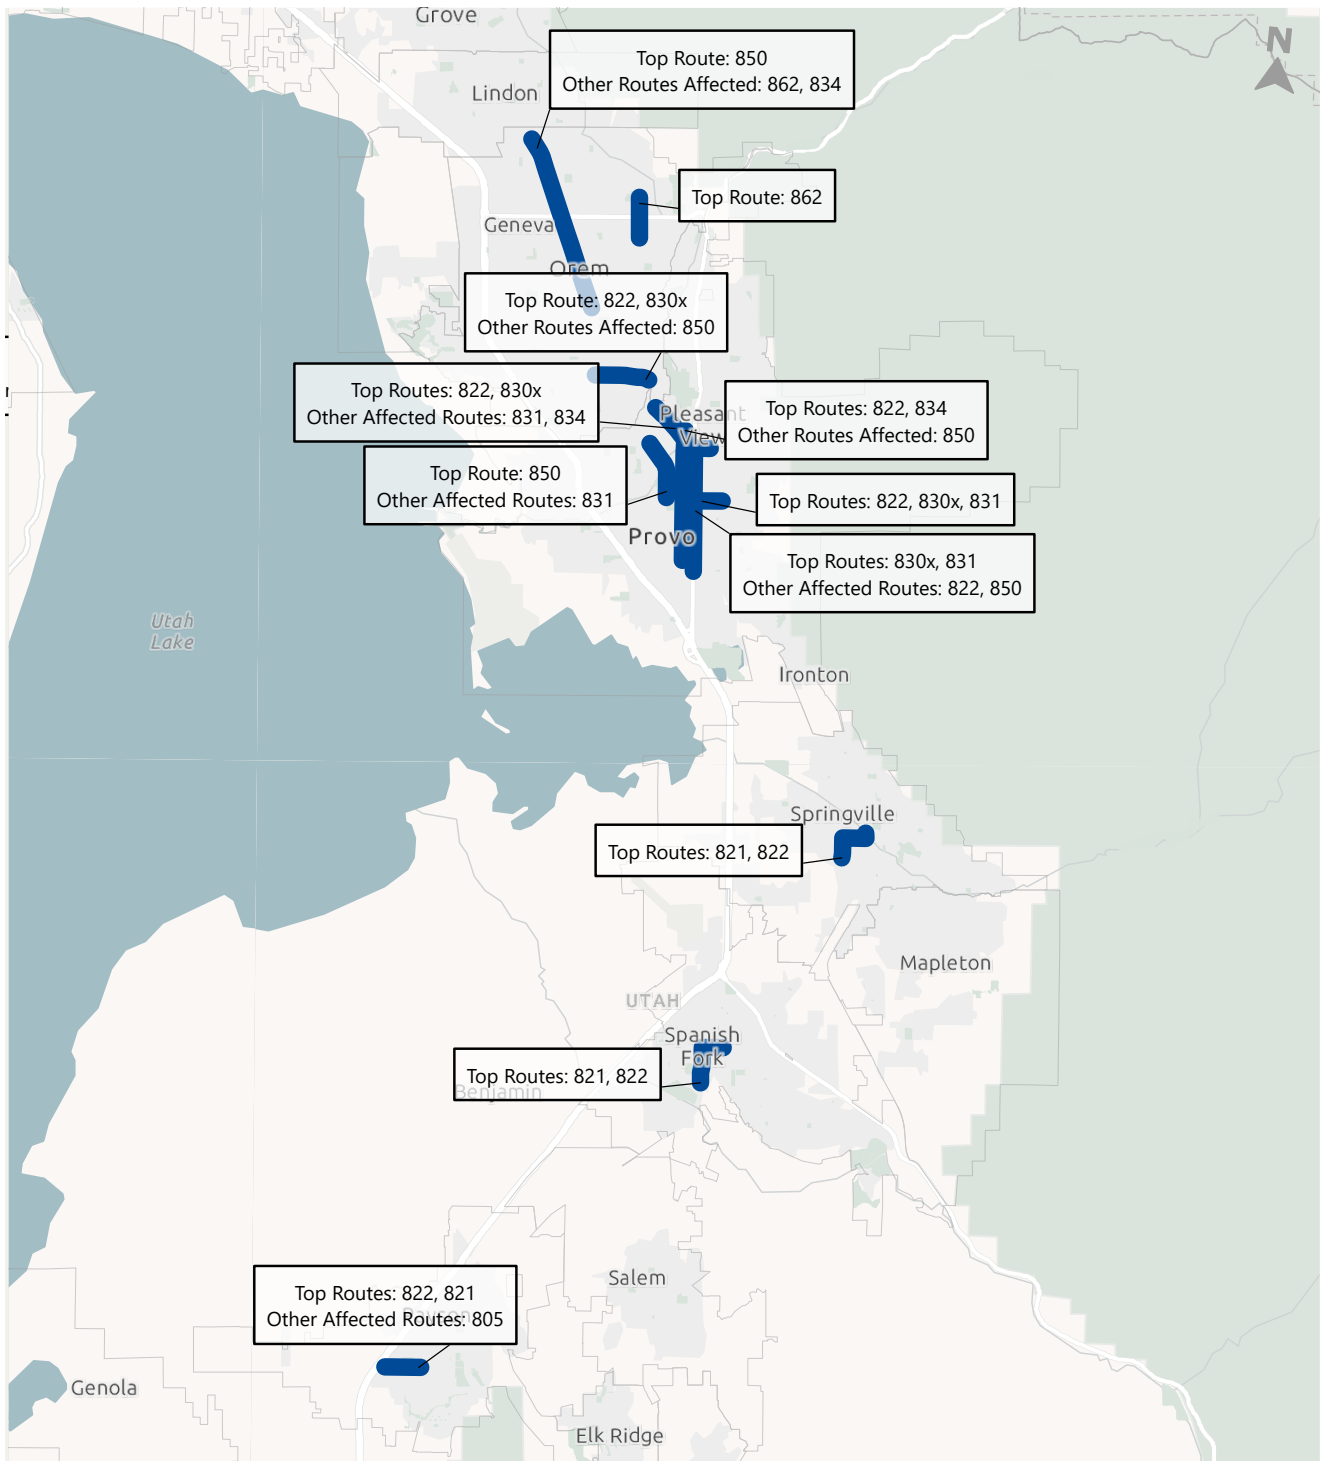 Grove
N
Top Route: 850
Other Routes Affected: 862, 834
Lindon
Top Route: 862
Geneva
Orem
Top Route: 822, 830x
Other Routes Affected: 850
Top Routes: 822, 830x
Other Affected Routes: 831, 834
Pleasant
View
Top Routes: 822, 834
Other Routes Affected: 850
Top Route: 850
Other Affected Routes: 831
Top Routes: 822, 830x, 831
Provo
Top Routes: 830x, 831
Other Affected Routes: 822, 850
Utah
Lake
Ironton
Springville
Top Routes: 821, 822
Mapleton
UTAH
Spanish
Fork
Top Routes: 821, 822
Benjamin
Salem
Top Routes: 822, 821
Other Affected Routes: 805
Payson
Genola
Elk Ridge